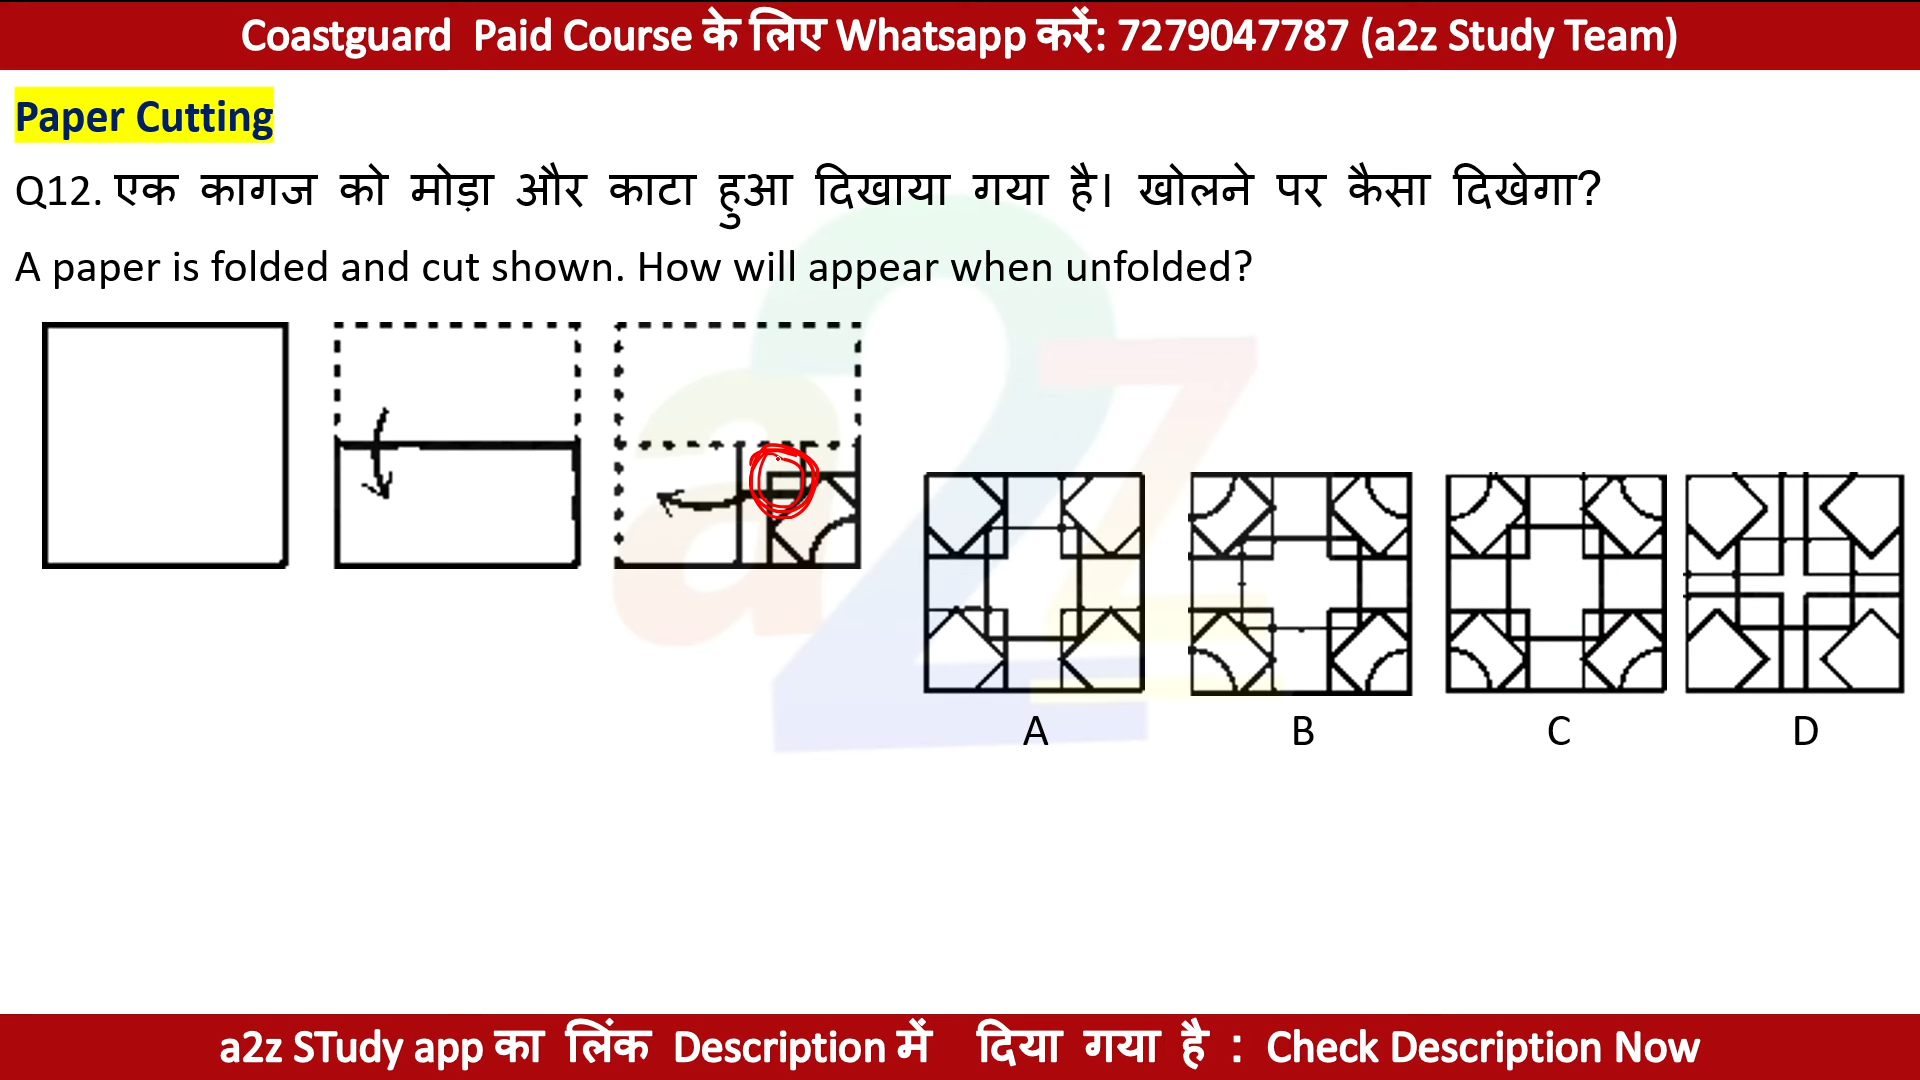 Coastguard Paid Course के लिए Whatsapp करें: 7279047787 (a2z Study Team)
Paper Cutting
Q12. एक कागज को मोड़ा और काटा हुआ दिखाया गया है। खोलने पर कैसा दिखेगा?
A paper is folded and cut shown. How will appear when unfolded?
a2z
A B C D
a2z STudy app का लिंक Description में दिया गया है : Check Description Now